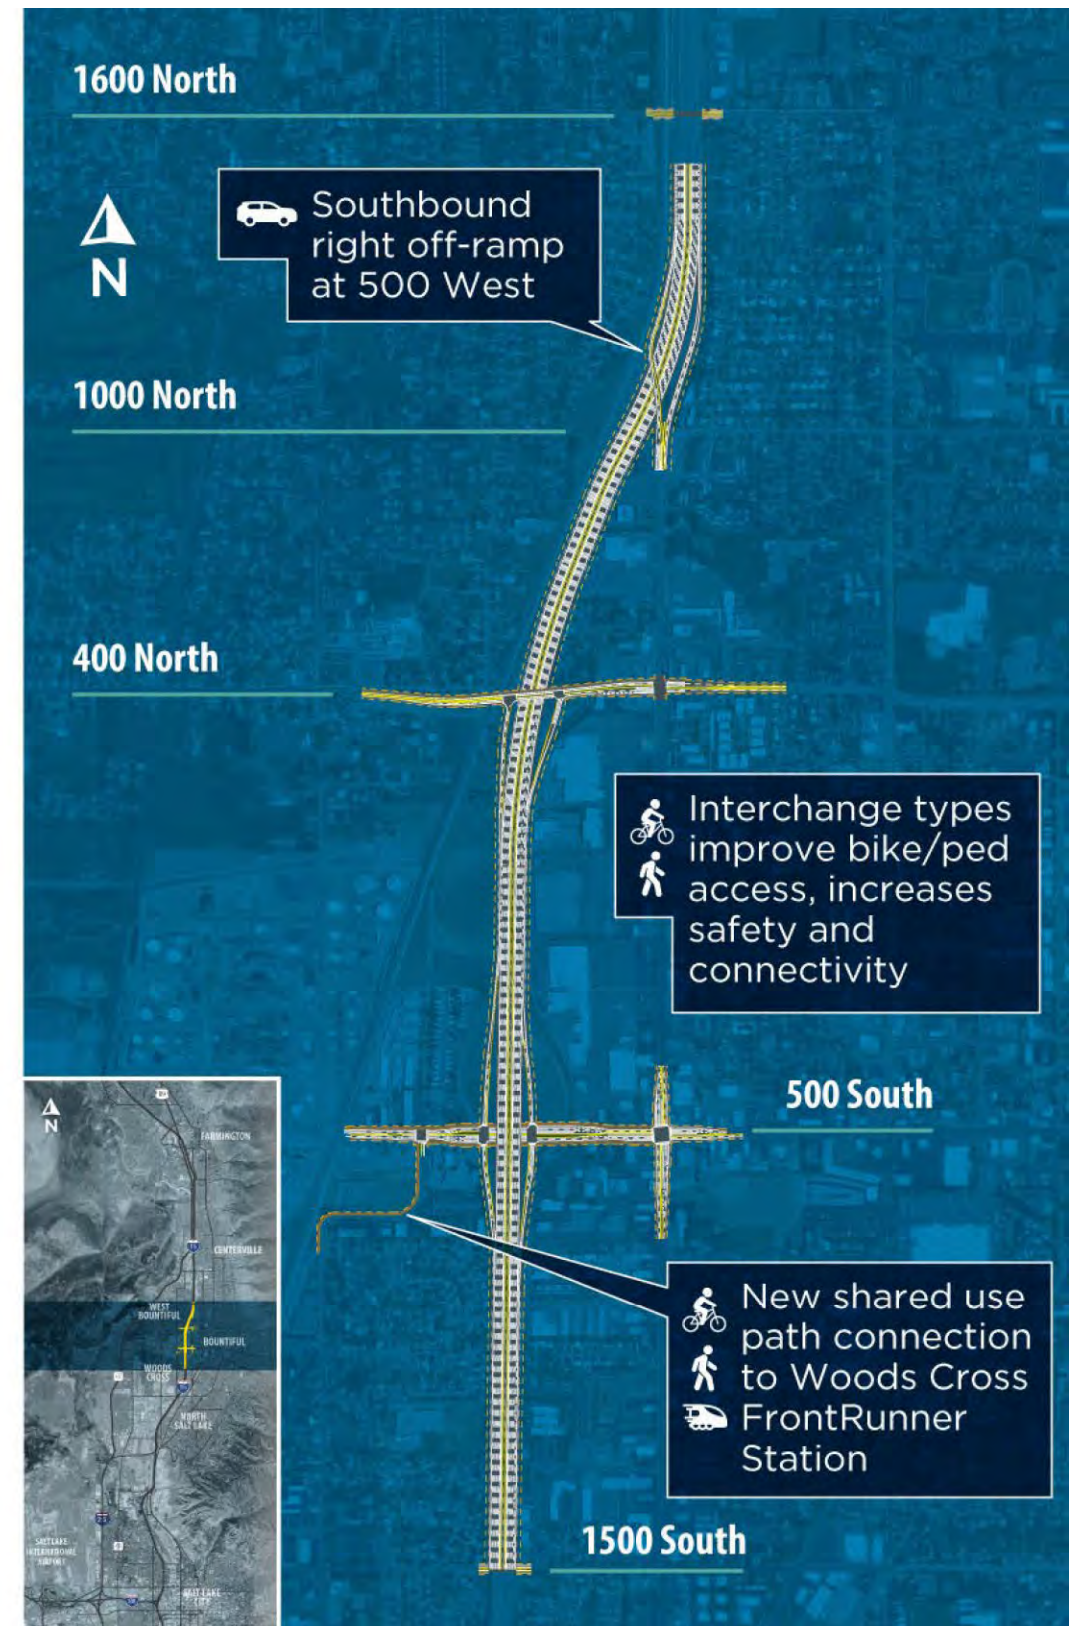 1600 North
Southbound
right off-ramp
at 500 West
N
1000 North
400 North
Interchange types
improve bike/ped
access, increases
safety and
connectivity
500 South
New shared use
path connection
to Woods Cross
FrontRunner
Station
1500 South
N
FARMINGTON
CENTERVILLE
WEST
BOUNTIFUL
BOUNTIFUL
WOODS
CROSS
NORTH
SALT LAKE
SALT LAKE
INTERNATIONAL
AIRPORT
SALT LAKE
CITY